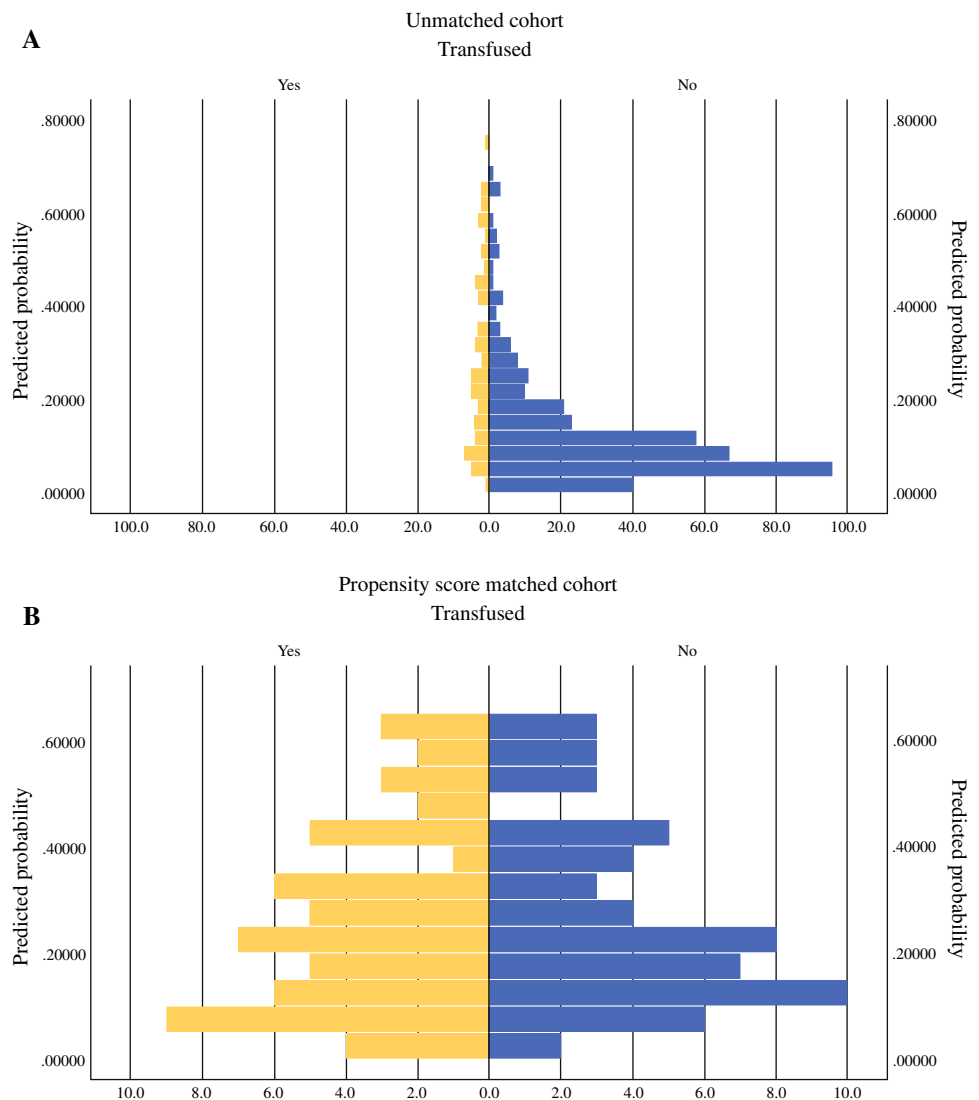 A
Unmatched cohort
Transfused
Yes No
.80000 .80000
.60000 .60000
.40000 .40000
.20000 .20000
.00000 .00000
Predicted probability
Predicted probability
100.0 80.0 60.0 40.0 20.0 0.0 20.0 40.0 60.0 80.0 100.0
Propensity score matched cohort
B
Transfused
Yes No
.60000 .60000
.40000 .40000
.20000 .20000
.00000 .00000
Predicted probability
Predicted probability
10.0 8.0 6.0 4.0 2.0 0.0 2.0 4.0 6.0 8.0 10.0